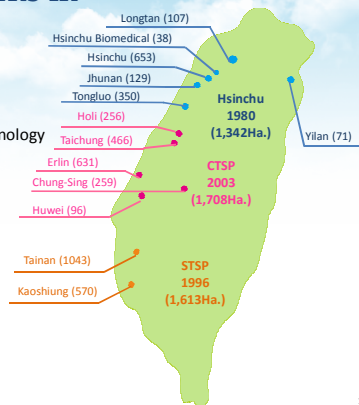 Longtan (107)
Hsinchu Biomedical (38)
Hsinchu (653)
Jhunan (129)
Tongluo (350)
Holi (256)
Taichung (466)
Erlin (631)
Chung-Sing (259)
Huwei (96)
Tainan (1043)
Kaoshiung (570)
Yilan (71)
Hsinchu
1980
(1,342Ha.)
CTSP
2003
(1,708Ha.)
STSP
1996
(1,613Ha.)